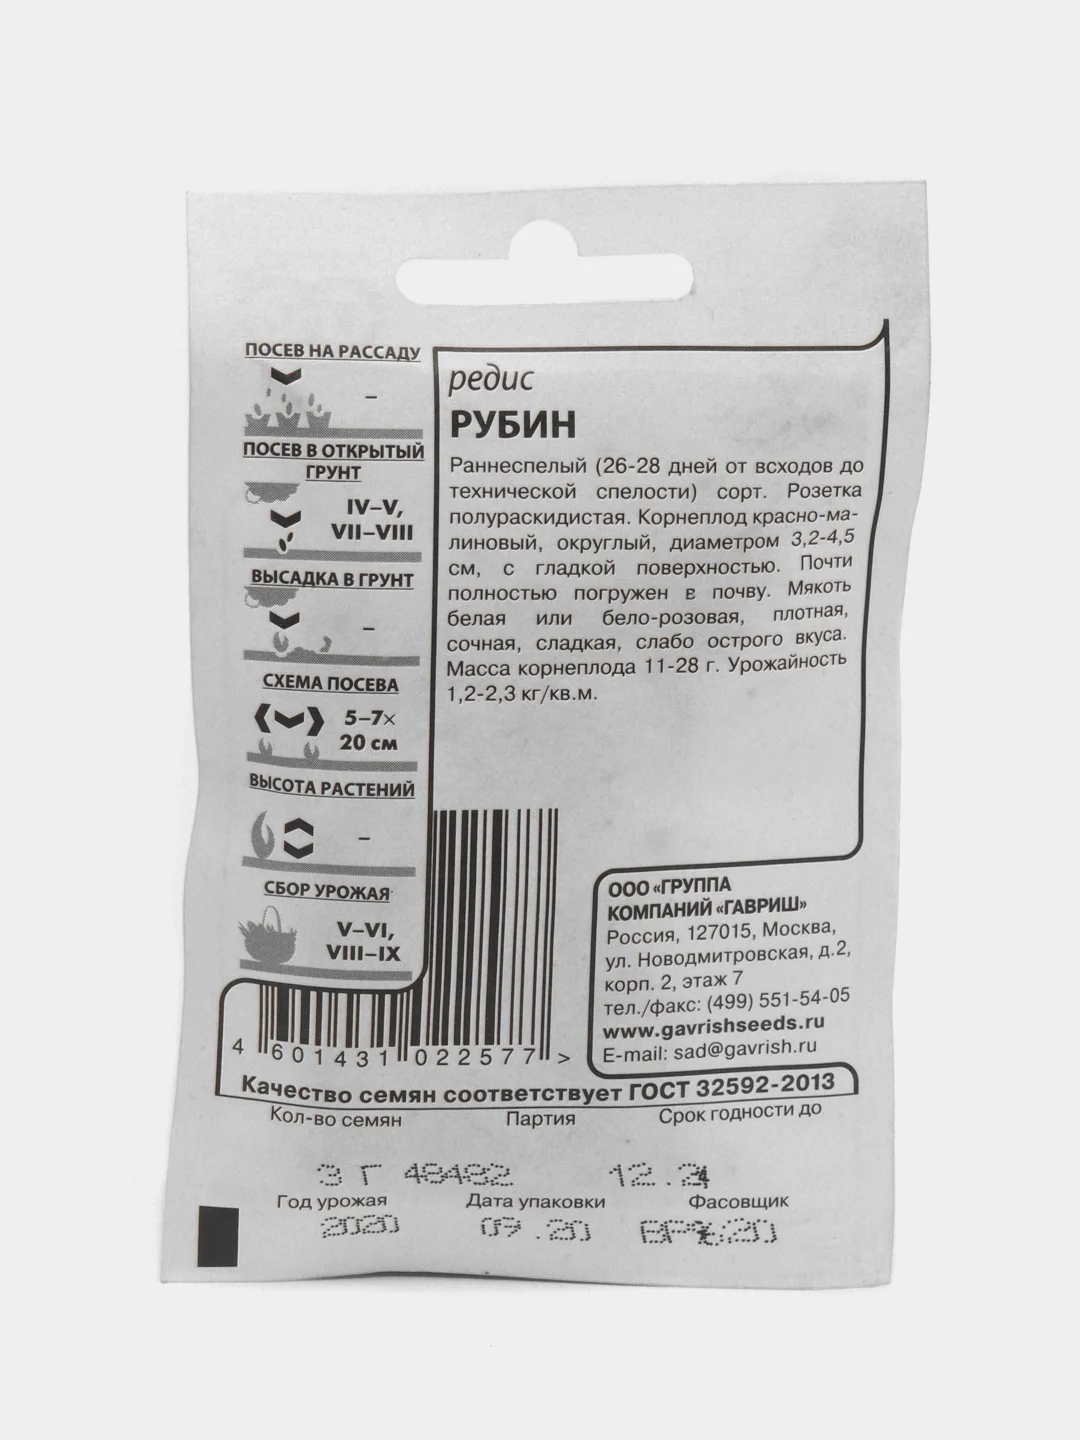 ПОСЕВ НА РАССАДУ
–
ПОСЕВ В ОТКРЫТЫЙ
ГРУНТ
IV–V,
VII–VIII
ВЫСАДКА В ГРУНТ
–
СХЕМА ПОСЕВА
5–7×
20 см
ВЫСОТА РАСТЕНИЙ
–
СБОР УРОЖАЯ
V–VI,
VIII–IX
редис
РУБИН
Раннеспелый (26-28 дней от всходов до
технической спелости) сорт. Розетка
полураскидистая. Корнеплод красно-ма-
линовый, округлый, диаметром 3,2-4,5
см, с гладкой поверхностью. Почти
полностью погружен в почву. Мякоть
белая или бело-розовая, плотная,
сочная, сладкая, слабо острого вкуса.
Масса корнеплода 11-28 г. Урожайность
1,2-2,3 кг/кв.м.
ООО «ГРУППА
КОМПАНИЙ «ГАВРИШ»
Россия, 127015, Москва,
ул. Новодмитровская, д.2,
корп. 2, этаж 7
тел./факс: (499) 551-54-05
www.gavrishseeds.ru
E-mail: sad@gavrish.ru
4 601431 022577 >
Качество семян соответствует ГОСТ 32592-2013
Кол-во семян Партия Срок годности до
3 Г 48482
Год урожая Дата упаковки Фасовщик
2020 09.20